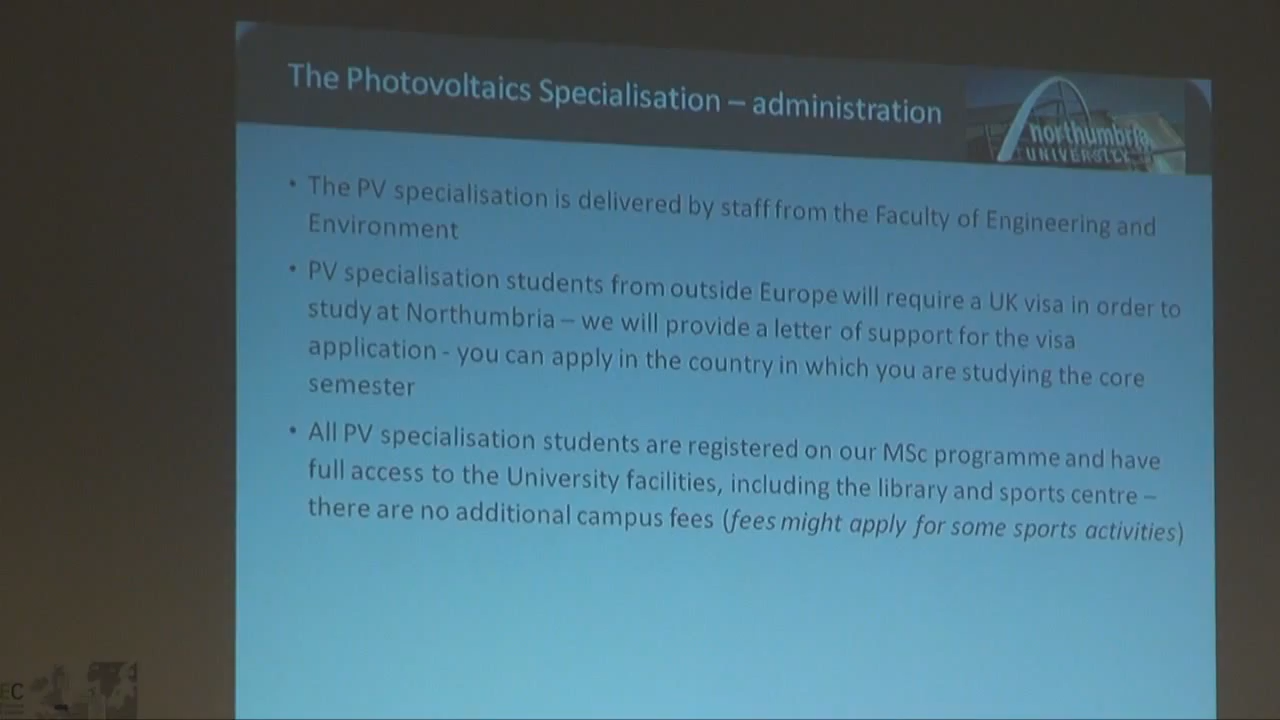 The Photovoltaics Specialisation – administration
northumbria
UNIVERSITY
• The PV specialisation is delivered by staff from the Faculty of Engineering and
Environment
• PV specialisation students from outside Europe will require a UK visa in order to
study at Northumbria – we will provide a letter of support for the visa
application - you can apply in the country in which you are studying the core
semester
• All PV specialisation students are registered on our MSc programme and have
full access to the University facilities, including the library and sports centre –
there are no additional campus fees (fees might apply for some sports activities)
EC